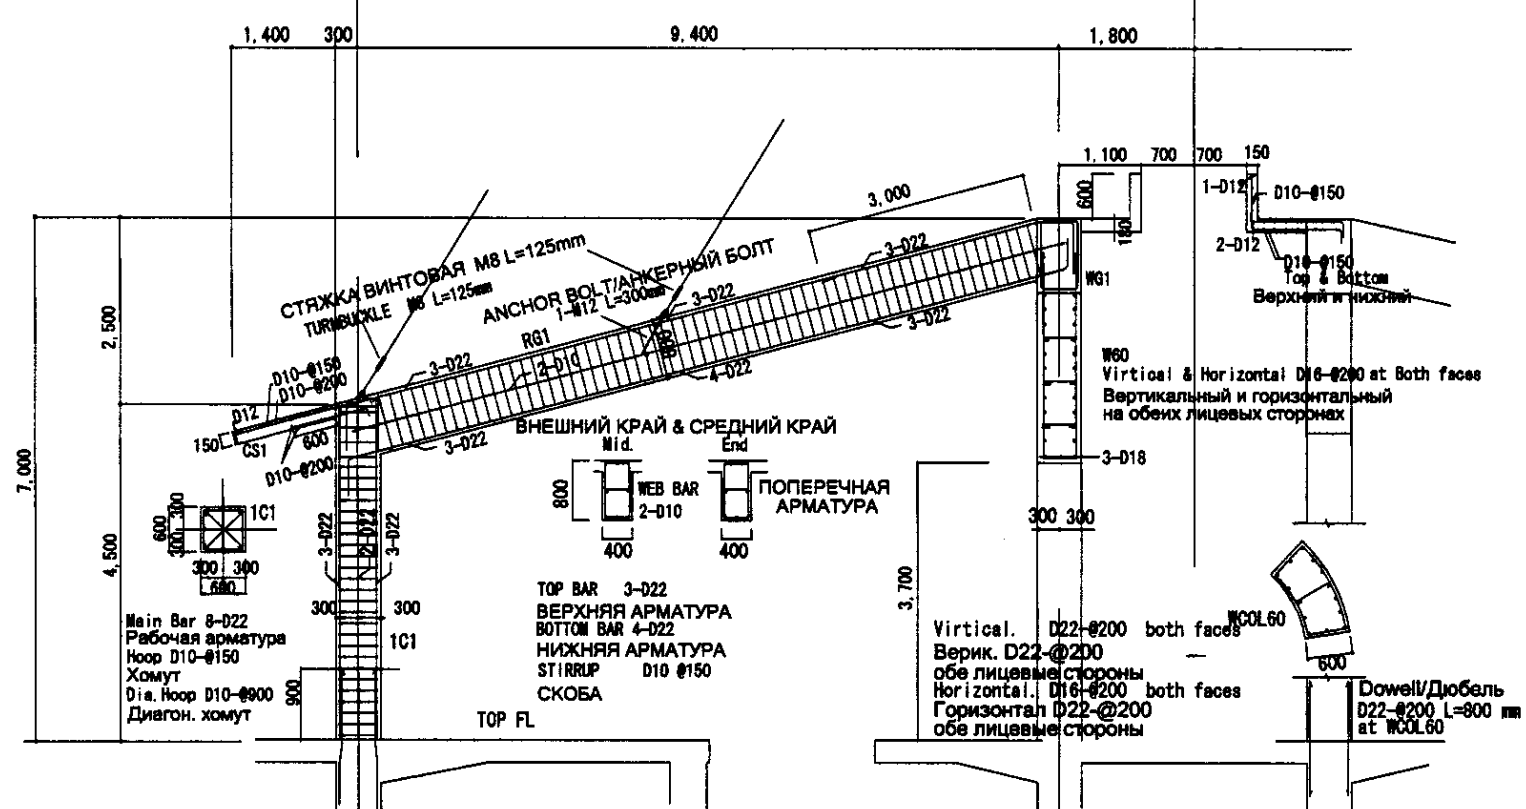 1,400
300
9,400
1,800
1,100
700
700
150
600
180
1-D12
D10-@150
2-D12
Top & Bottom
Верхний и нижний
3,000
3-D22
СТЯЖКА ВИНТОВАЯ M8 L=125mm
TURNBUCKLE M8 L=125mm
ANCHOR BOLT/АНКЕРНЫЙ БОЛТ
1-M12 L=300mm
3-D22
RG1
3-D22
2-D10
3-D22
4-D22
3-D22
WG1
2,500
7,000
4,500
D10-@150
D10-@200
D12
150
CS1
600
D10-@200
W60
Virtical & Horizontal D16-@200 at Both faces
Вертикальный и горизонтальный
на обеих лицевых сторонах
3-D18
ВНЕШНИЙ КРАЙ & СРЕДНИЙ КРАЙ
Mid.
End
800
WEB BAR
2-D10
ПОПЕРЕЧНАЯ
АРМАТУРА
400
400
300
300
1C1
600
300
300
300
300
600
3-D22
2-D22
3-D22
300
300
1C1
900
Main Bar 8-D22
Рабочая арматура
Hoop D10-@150
Хомут
Dia. Hoop D10-@900
Диагон. хомут
TOP BAR 3-D22
ВЕРХНЯЯ АРМАТУРА
BOTTOM BAR 4-D22
НИЖНЯЯ АРМАТУРА
STIRRUP D10 @150
СКОБА
TOP FL
3,700
Virtical. D22-@200 both faces
Верик. D22-@200
обе лицевые стороны
Horizontal. D16-@200 both faces
Горизонтал D22-@200
обе лицевые стороны
WCOL60
600
Dowell/Дюбель
D22-@200 L=800 mm
at WCOL60